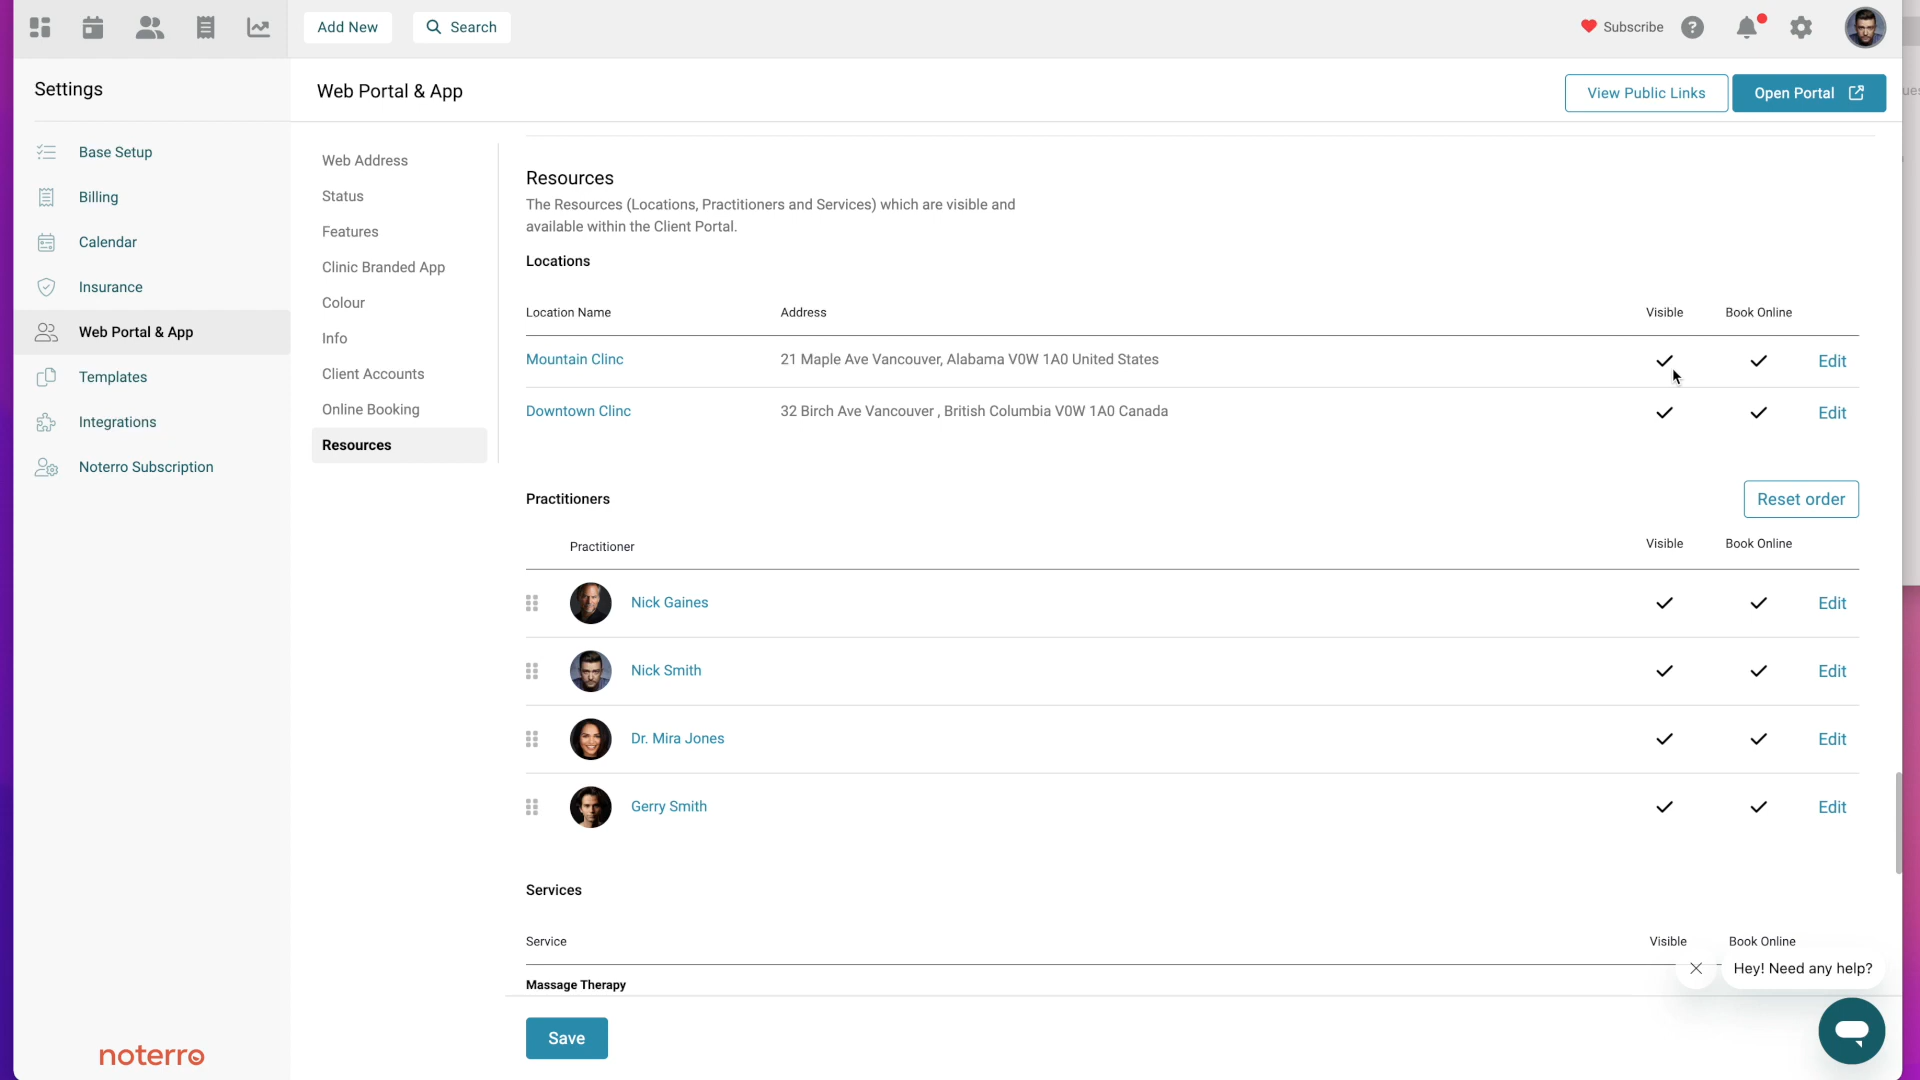 Add New
Search
Subscribe
Settings
Web Portal & App
View Public Links
Open Portal
Base Setup
Billing
Calendar
Insurance
Web Portal & App
Templates
Integrations
Noterro Subscription
Web Address
Status
Features
Clinic Branded App
Colour
Info
Client Accounts
Online Booking
Resources
Resources
The Resources (Locations, Practitioners and Services) which are visible and
available within the Client Portal.
Locations
Location Name Address Visible Book Online
Mountain Clinc 21 Maple Ave Vancouver, Alabama V0W 1A0 United States Edit
Downtown Clinc 32 Birch Ave Vancouver , British Columbia V0W 1A0 Canada Edit
Practitioners
Reset order
Practitioner Visible Book Online
Nick Gaines Edit
Nick Smith Edit
Dr. Mira Jones Edit
Gerry Smith Edit
Services
Service Visible Book Online
Massage Therapy
Hey! Need any help?
Save
noterro